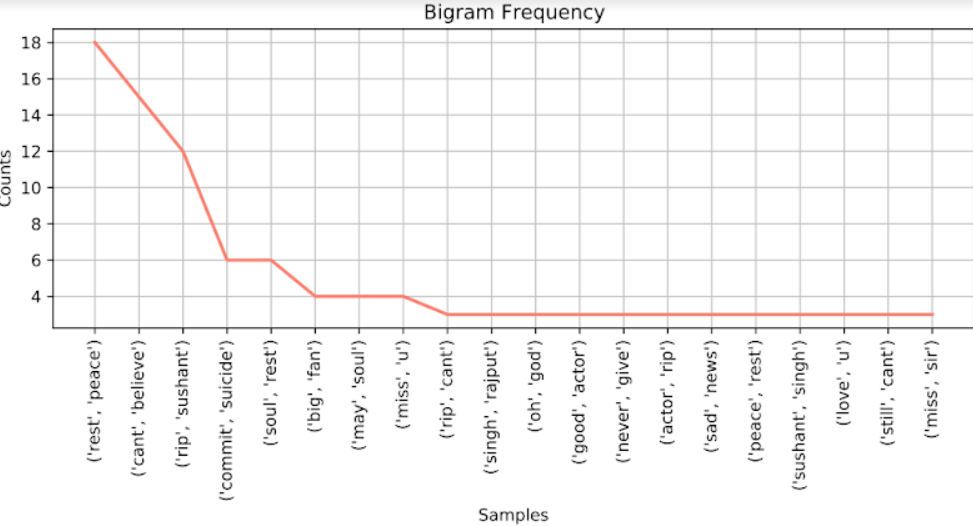 Bigram Frequency
18
16
14
12
10
8
6
4
Counts
('rest', 'peace')
('cant', 'believe')
('rip', 'sushant')
('commit', 'suicide')
('soul', 'rest')
('big', 'fan')
('may', 'soul')
('miss', 'u')
('rip', 'cant')
('singh', 'rajput')
('oh', 'god')
('good', 'actor')
('never', 'give')
('actor', 'rip')
('sad', 'news')
('peace', 'rest')
('sushant', 'singh')
('love', 'u')
('still', 'cant')
('miss', 'sir')
Samples